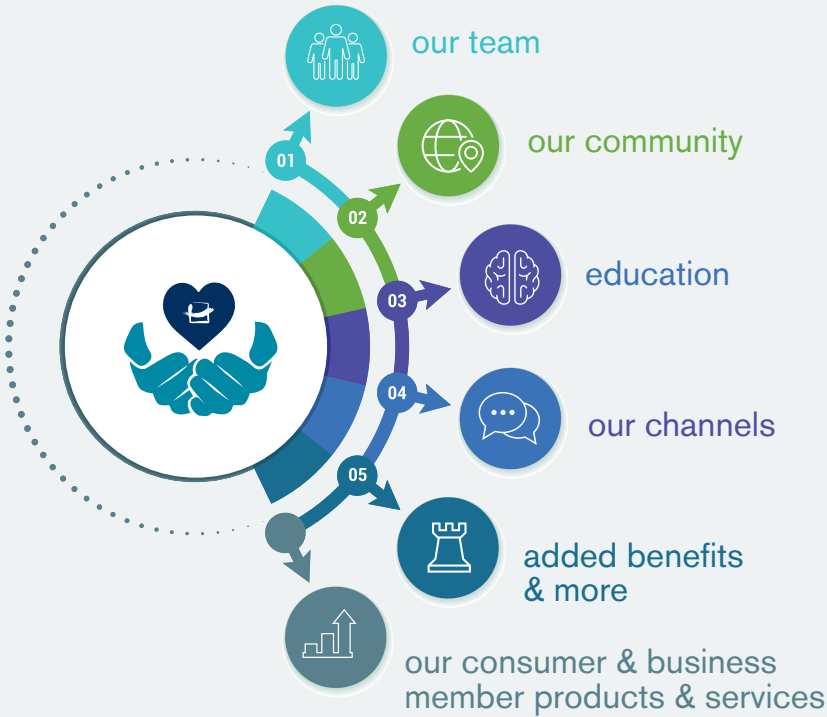 our team
01
our community
02
education
03
04
our channels
05
added benefits
& more
our consumer & business
member products & services